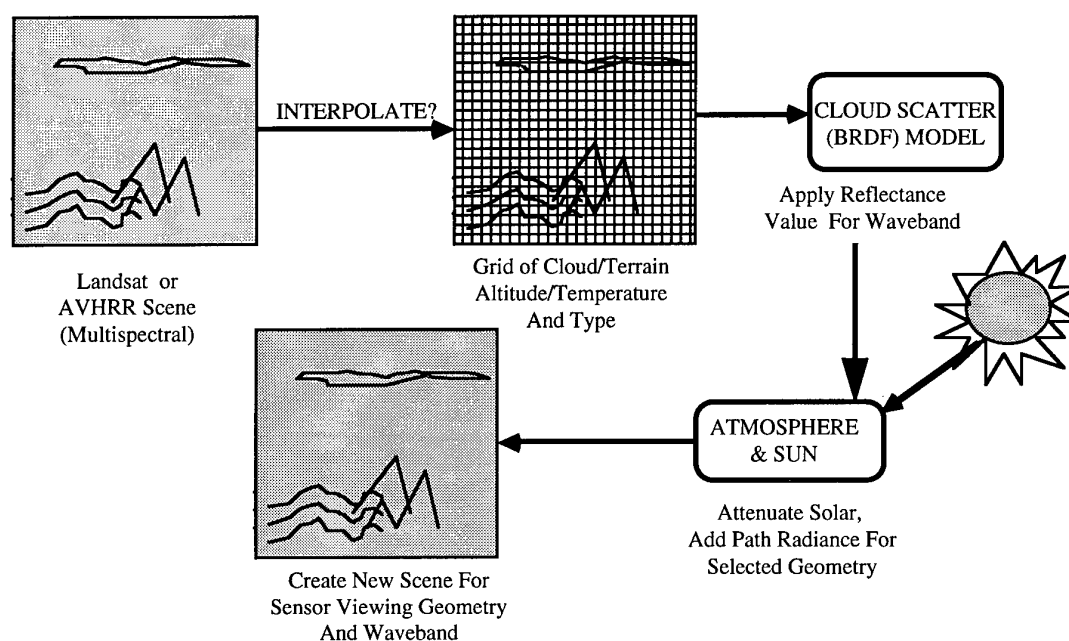 INTERPOLATE?
CLOUD SCATTER
(BRDF) MODEL
Apply Reflectance
Value For Waveband
Landsat or
AVHRR Scene
(Multispectral)
Grid of Cloud/Terrain
Altitude/Temperature
And Type
ATMOSPHERE
& SUN
Attenuate Solar,
Add Path Radiance For
Selected Geometry
Create New Scene For
Sensor Viewing Geometry
And Waveband